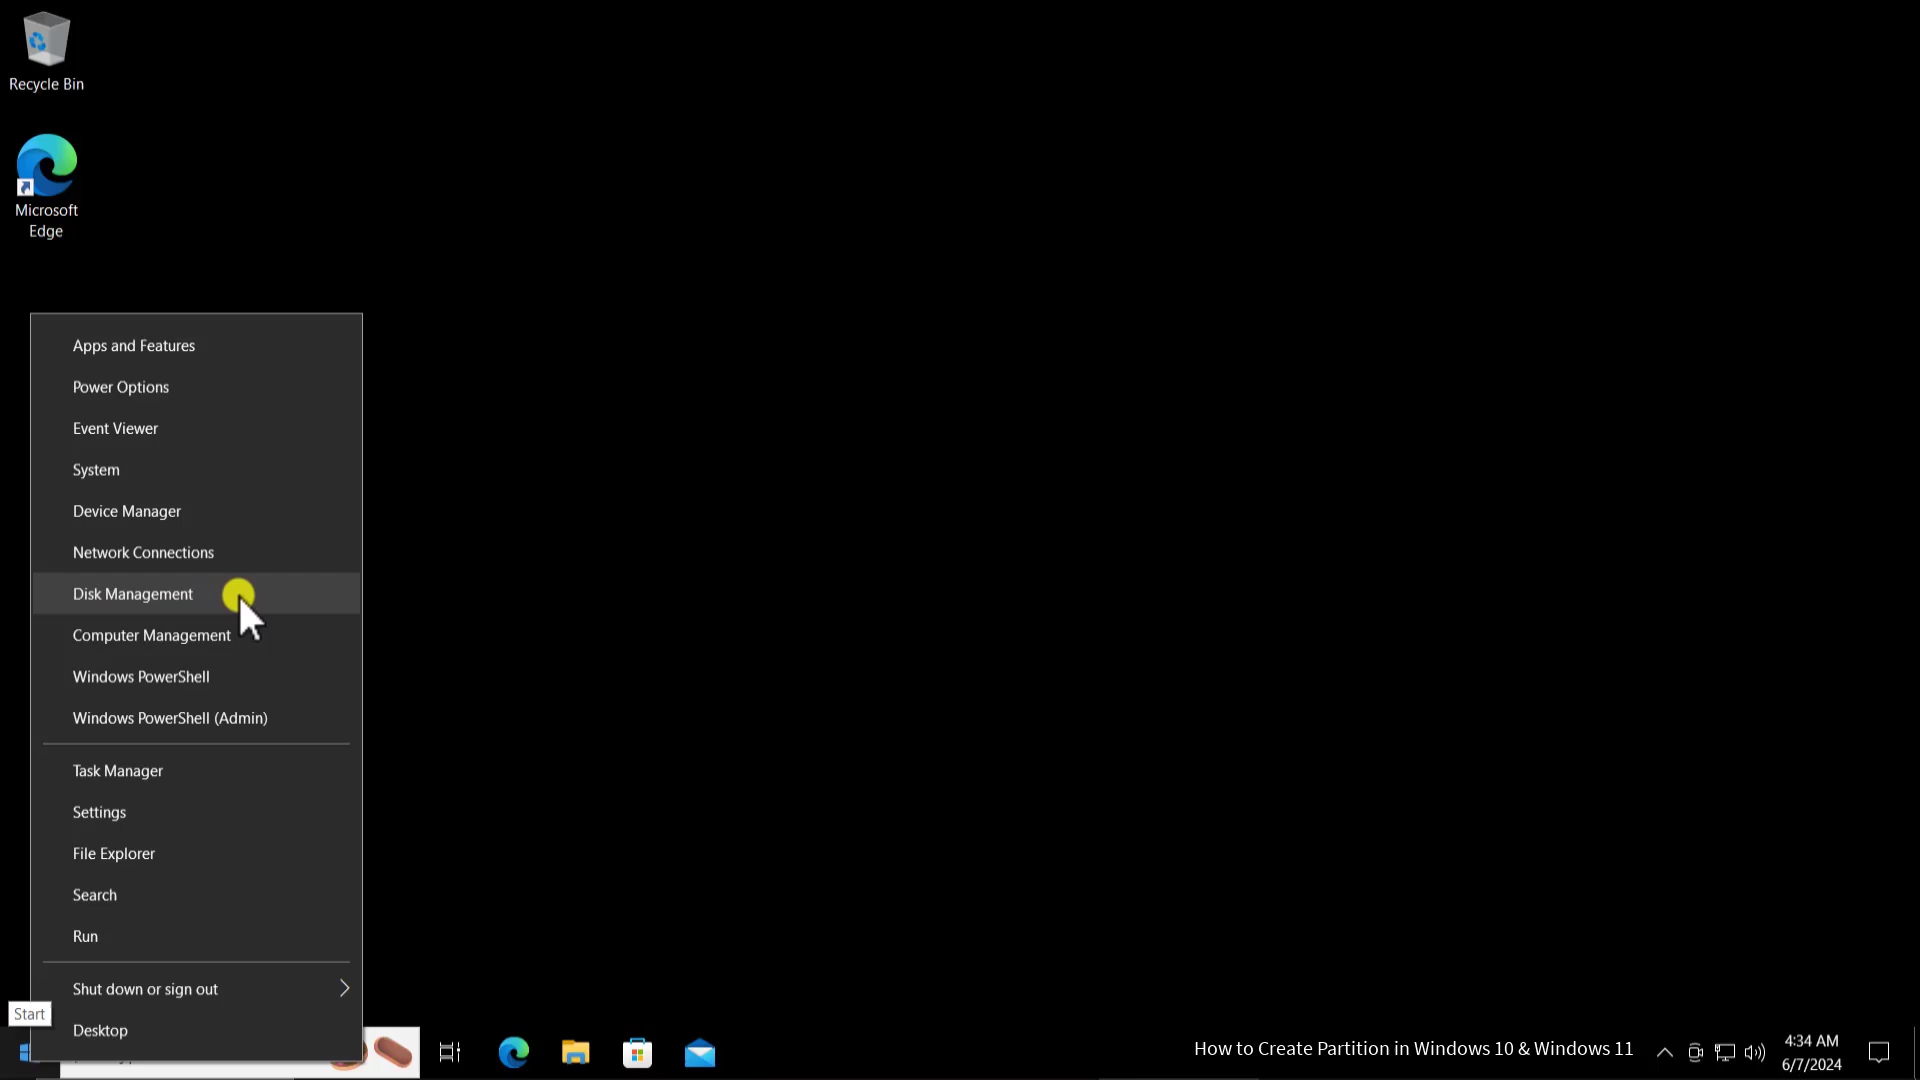 Recycle Bin
Microsoft
Edge
Apps and Features
Power Options
Event Viewer
System
Device Manager
Network Connections
Disk Management
Computer Management
Windows PowerShell
Windows PowerShell (Admin)
Task Manager
Settings
File Explorer
Search
Run
Shut down or sign out
Desktop
Start
How to Create Partition in Windows 10 & Windows 11
4:34 AM
6/7/2024